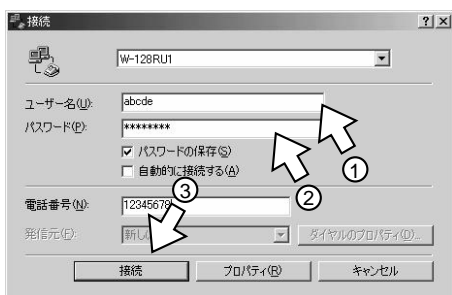 接続
W-128RU1
ユーザー名(U): abcde
①
パスワード(P): ********
②
パスワードの保存(S)
自動的に接続する(A)
③
電話番号(N): 12345678
発信元(F): 新し ダイヤルのプロパティ(D)...
接続 プロパティ(R) キャンセル